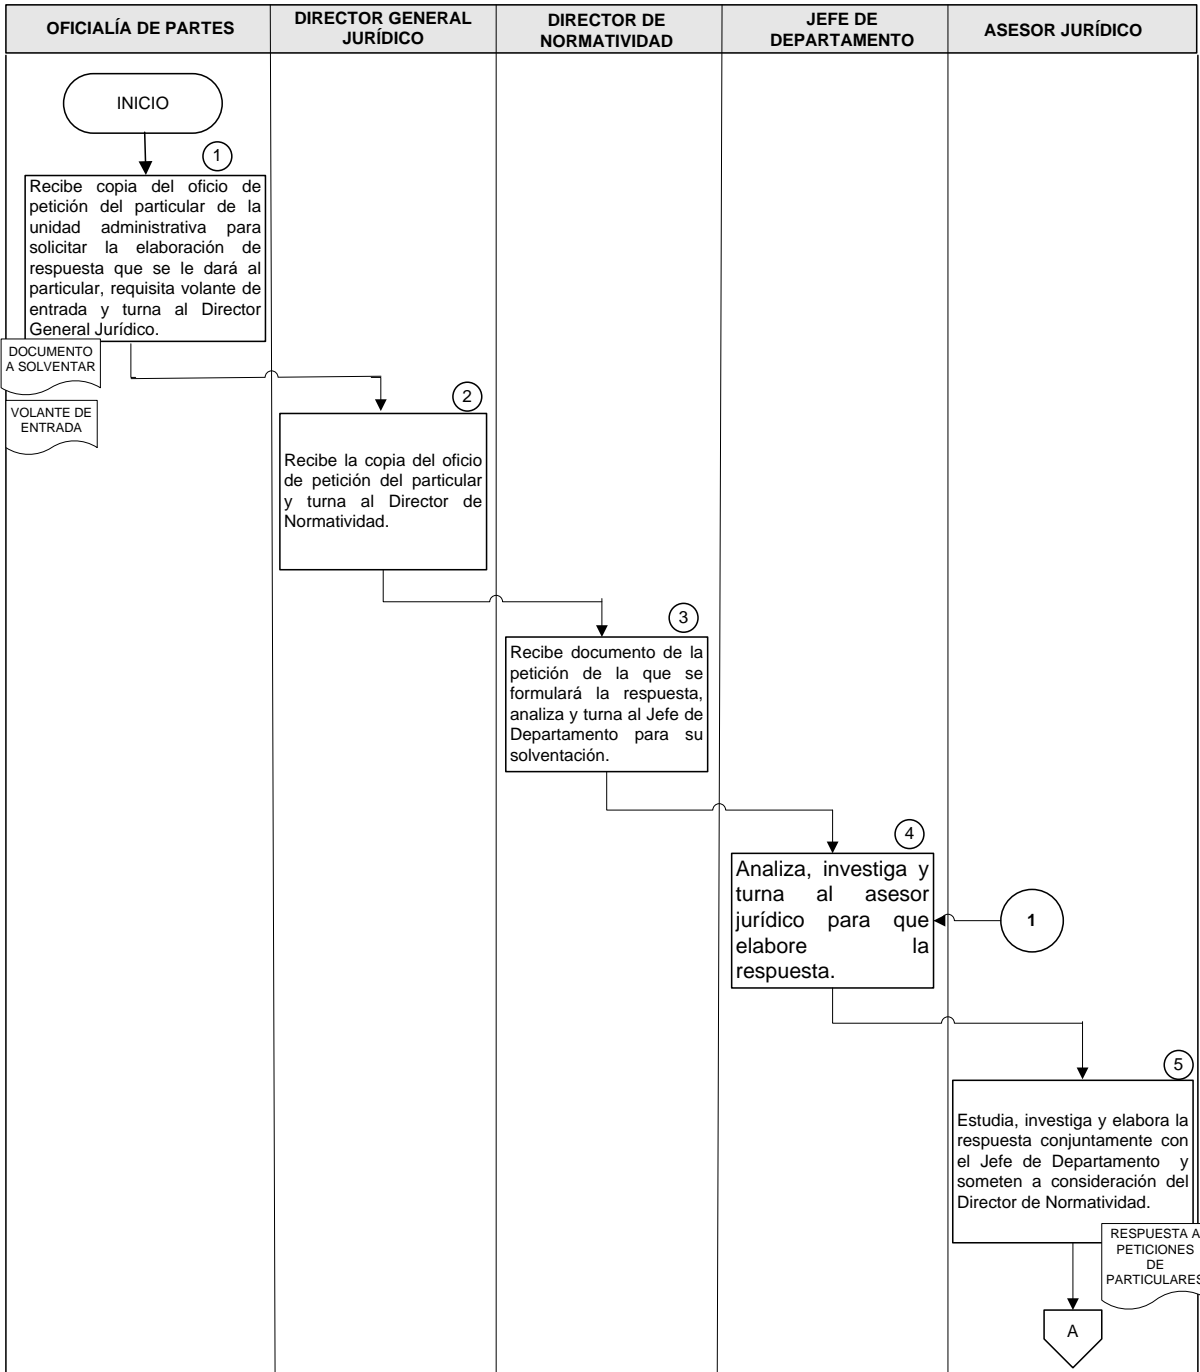 OFICIALÍA DE PARTES
DIRECTOR GENERAL
JURÍDICO
DIRECTOR DE
NORMATIVIDAD
JEFE DE
DEPARTAMENTO
ASESOR JURÍDICO
INICIO
1
Recibe copia del oficio de
petición del particular de la
unidad administrativa para
solicitar la elaboración de
respuesta que se le dará al
particular, requisita volante de
entrada y turna al Director
General Jurídico.
DOCUMENTO
A SOLVENTAR
VOLANTE DE
ENTRADA
2
Recibe la copia del oficio
de petición del particular
y turna al Director de
Normatividad.
3
Recibe documento de la
petición de la que se
formulará la respuesta,
analiza y turna al Jefe de
Departamento para su
solventación.
4
Analiza, investiga y
turna al asesor
jurídico para que
elabore la
respuesta.
1
5
Estudia, investiga y elabora la
respuesta conjuntamente con
el Jefe de Departamento y
someten a consideración del
Director de Normatividad.
RESPUESTA A
PETICIONES
DE
PARTICULARES
A